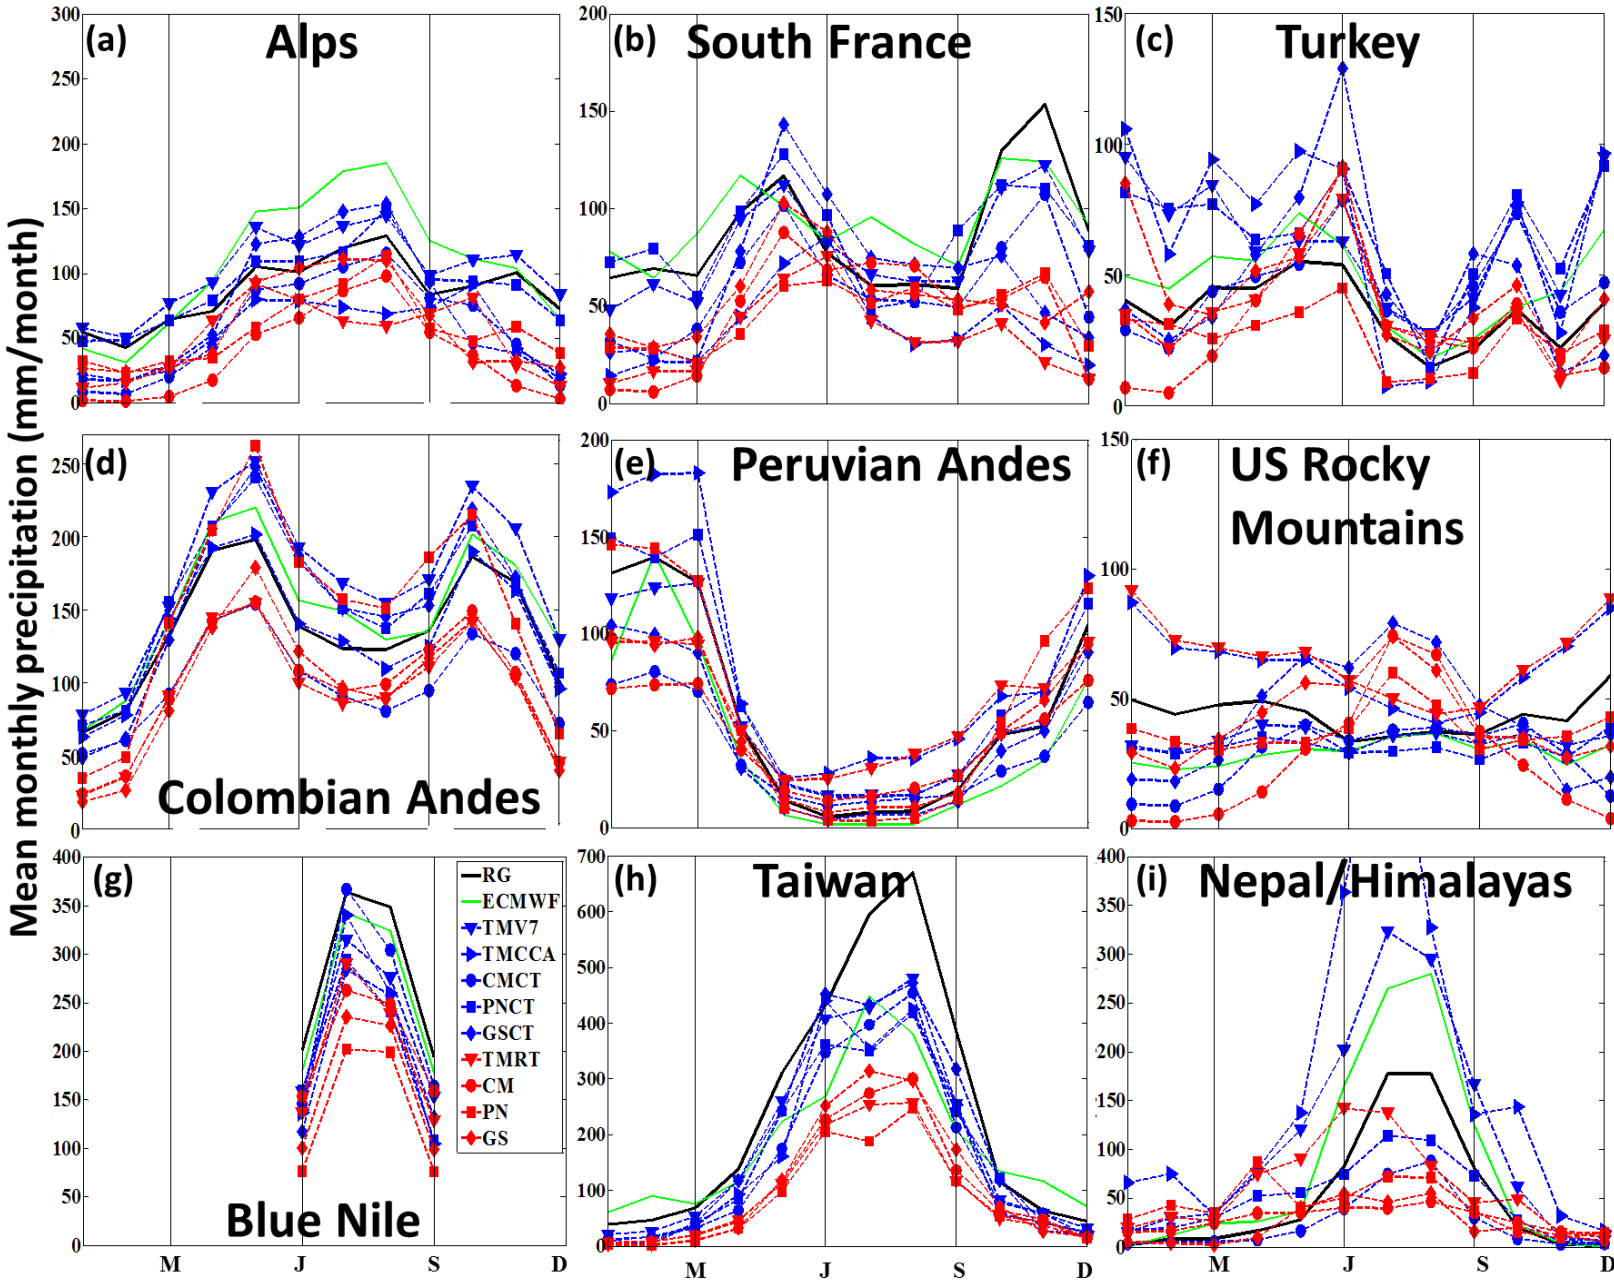 Mean monthly precipitation (mm/month)
(a) Alps
300
250
200
150
100
50
0
(b) South France
200
150
100
50
0
(c) Turkey
150
100
50
0
(d)
Colombian Andes
250
200
150
100
50
0
(e) Peruvian Andes
200
150
100
50
0
(f) US Rocky
Mountains
150
100
50
0
(g)
Blue Nile
400
350
300
250
200
150
100
50
0
M J S
RG
ECMWF
TMV7
TMCCA
CMCT
PNCT
GSCT
TMRT
CM
PN
GS
(h) Taiwan
700
600
500
400
300
200
100
0
D M J S D
(i) Nepal/Himalayas
400
350
300
250
200
150
100
50
0
M J S D